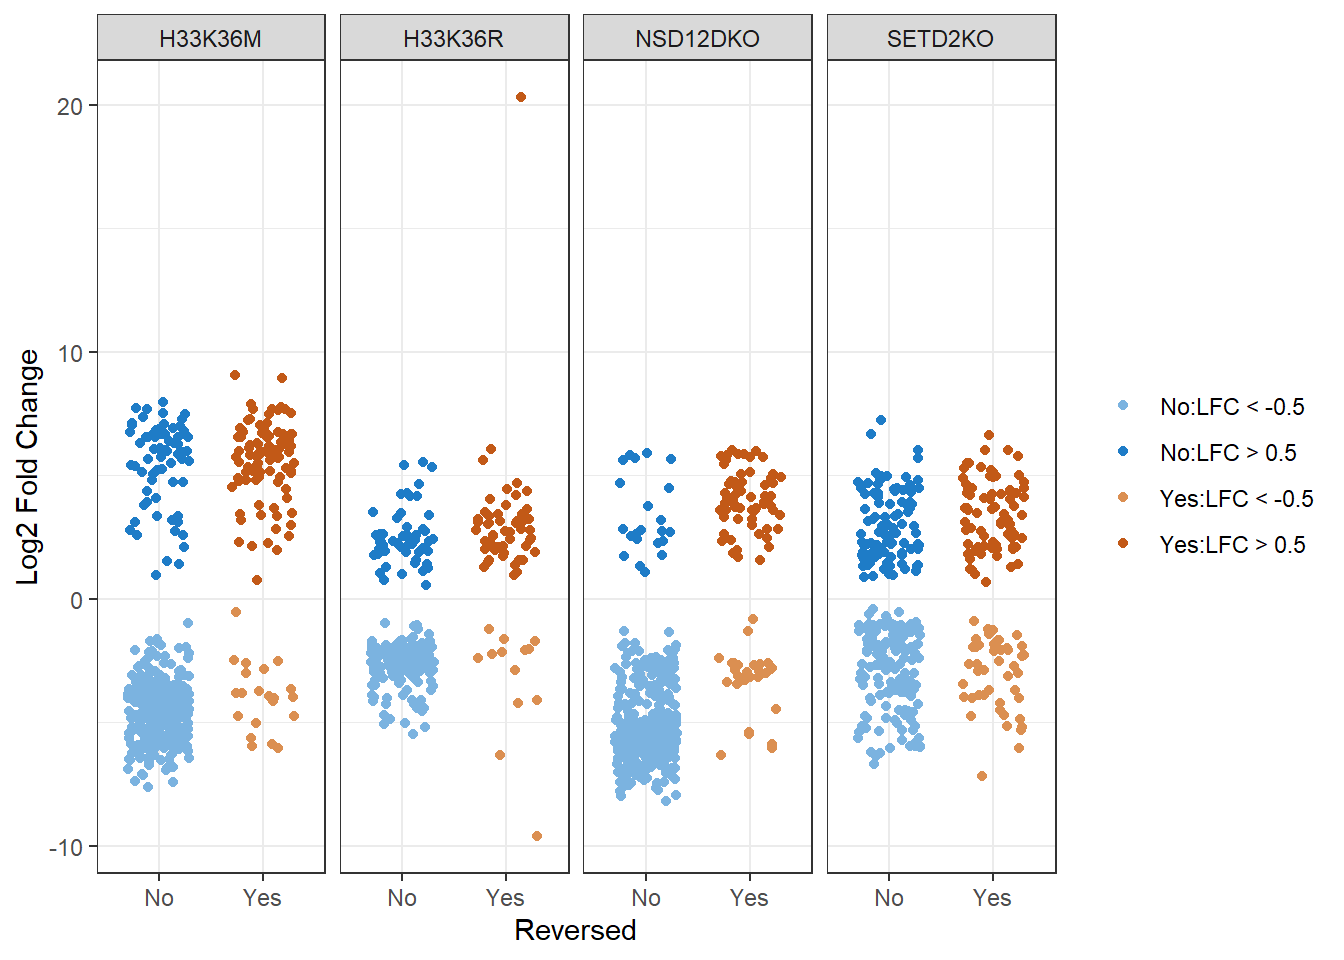 H33K36M H33K36R NSD12DKO SETD2KO
20
10
0
-10
Log2 Fold Change
No Yes No Yes No Yes No Yes
Reversed
No:LFC < -0.5
No:LFC > 0.5
Yes:LFC < -0.5
Yes:LFC > 0.5